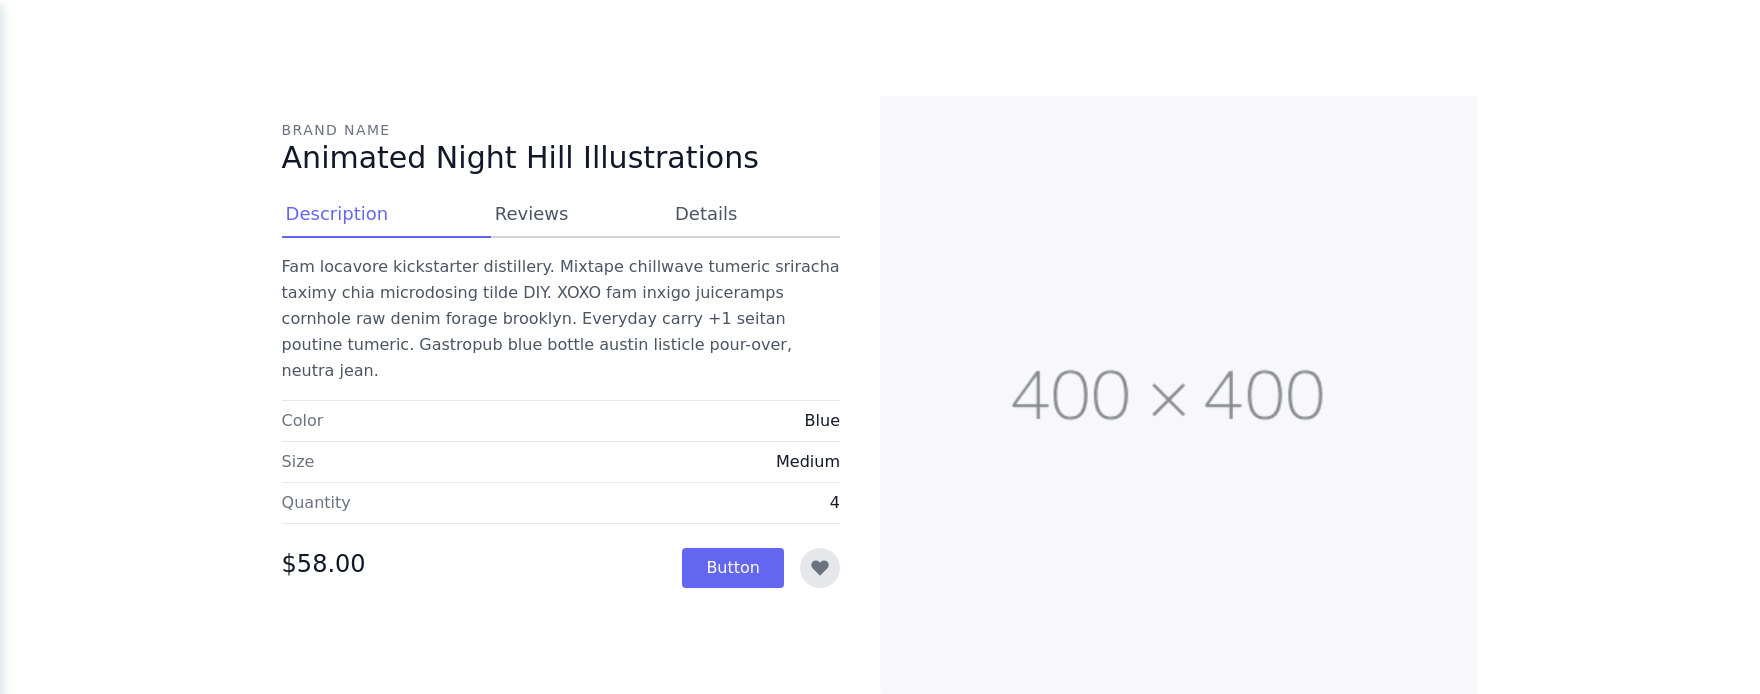 BRAND NAME
Animated Night Hill Illustrations
Description Reviews Details
Fam locavore kickstarter distillery. Mixtape chillwave tumeric sriracha
taximy chia microdosing tilde DIY. XOXO fam inxigo juiceramps
cornhole raw denim forage brooklyn. Everyday carry +1 seitan
poutine tumeric. Gastropub blue bottle austin listicle pour-over,
neutra jean.
Color Blue
Size Medium
Quantity 4
$58.00 Button
400 × 400